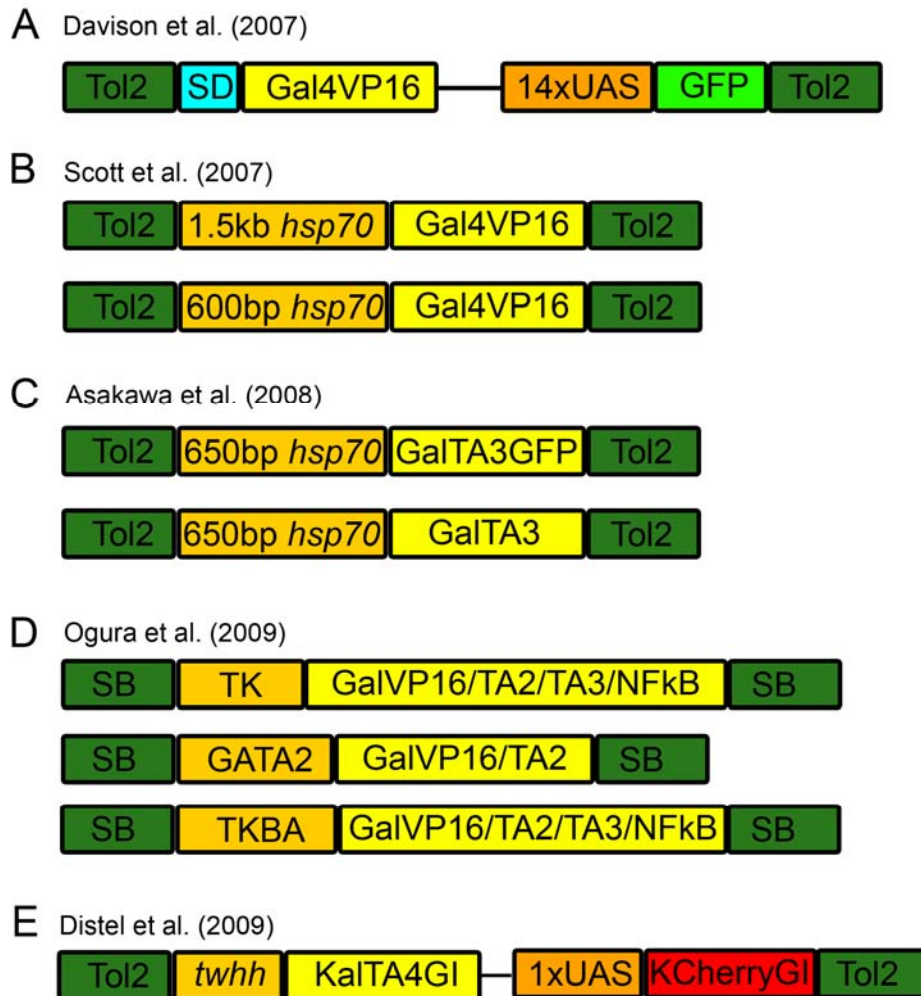 A Davison et al. (2007)
Tol2 SD Gal4VP16 14xUAS GFP Tol2
B Scott et al. (2007)
Tol2 1.5kb hsp70 Gal4VP16 Tol2
Tol2 600bp hsp70 Gal4VP16 Tol2
C Asakawa et al. (2008)
Tol2 650bp hsp70 GalTA3GFP Tol2
Tol2 650bp hsp70 GalTA3 Tol2
D Ogura et al. (2009)
SB TK GalVP16/TA2/TA3/NFkB SB
SB GATA2 GalVP16/TA2 SB
SB TKBA GalVP16/TA2/TA3/NFkB SB
E Distel et al. (2009)
Tol2 twhh KalTA4GI 1xUAS KCherryGI Tol2